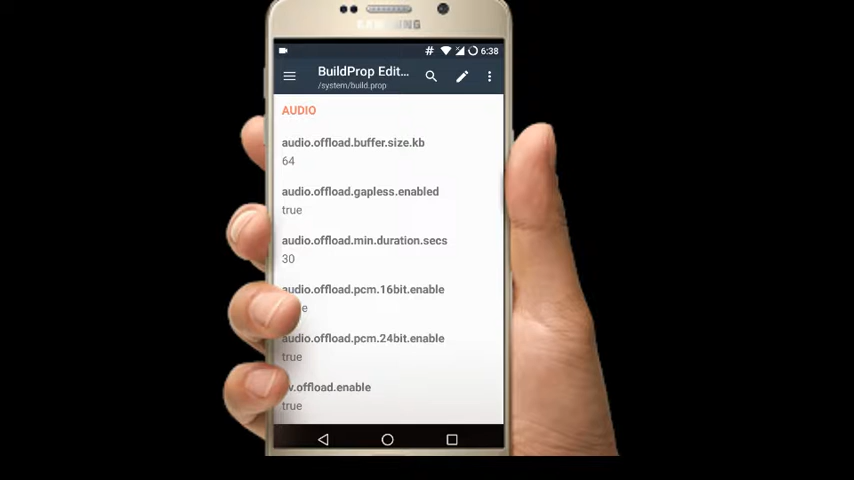 SAMSUNG
# 6:38
BuildProp Edit...
/system/build.prop
AUDIO
audio.offload.buffer.size.kb
64
audio.offload.gapless.enabled
true
audio.offload.min.duration.secs
30
audio.offload.pcm.16bit.enable
e
audio.offload.pcm.24bit.enable
true
v.offload.enable
true